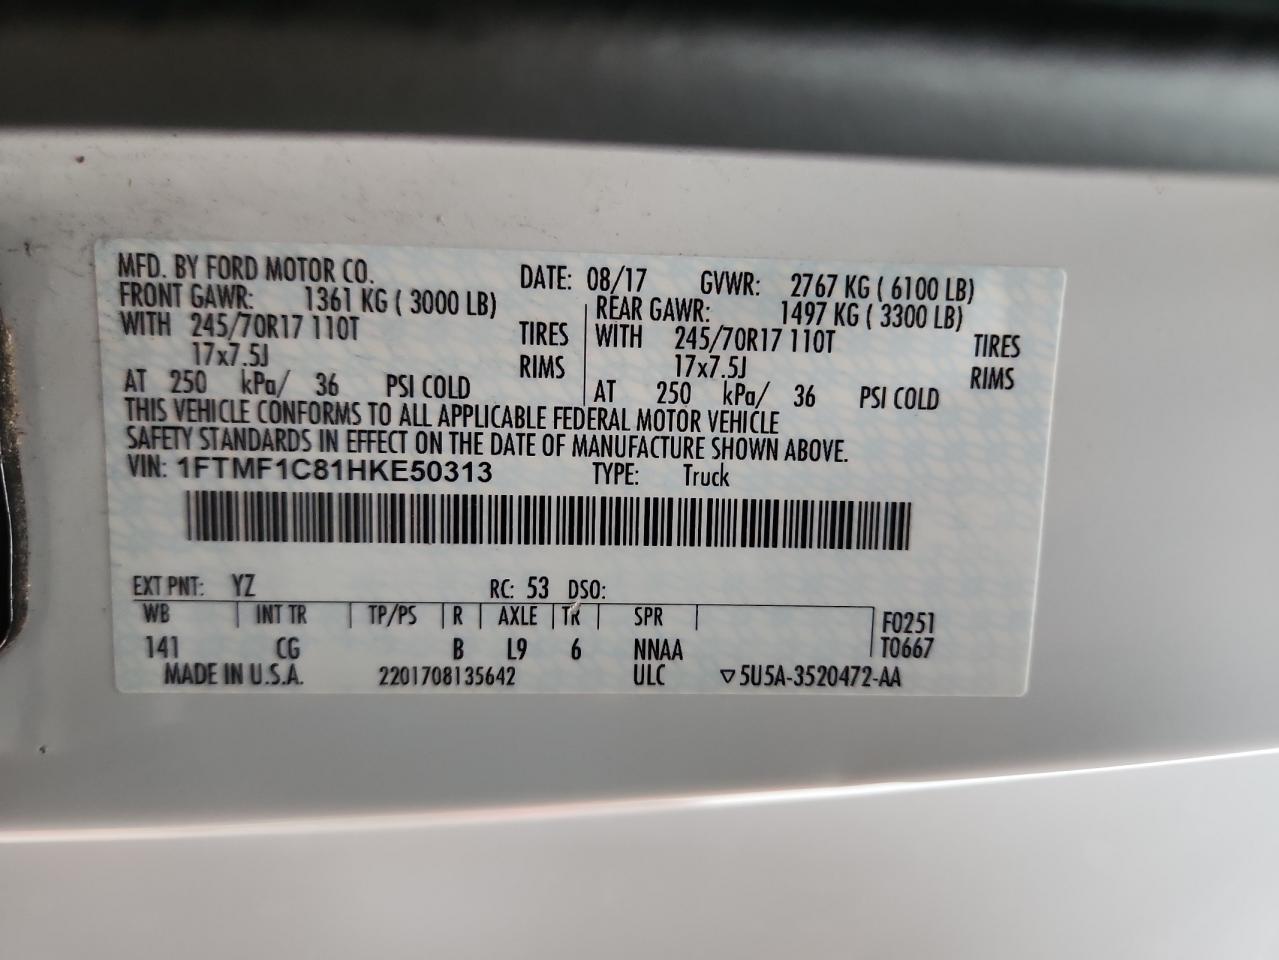 MFD. BY FORD MOTOR CO. DATE: 08/17 GVWR: 2767 KG ( 6100 LB)
FRONT GAWR: 1361 KG ( 3000 LB) REAR GAWR: 1497 KG ( 3300 LB)
WITH 245/70R17 110T TIRES WITH 245/70R17 110T TIRES
17x7.5J RIMS 17x7.5J RIMS
AT 250 kPa/ 36 PSI COLD AT 250 kPa/ 36 PSI COLD
THIS VEHICLE CONFORMS TO ALL APPLICABLE FEDERAL MOTOR VEHICLE
SAFETY STANDARDS IN EFFECT ON THE DATE OF MANUFACTURE SHOWN ABOVE.
VIN: 1FTMF1C81HKE50313 TYPE: Truck
EXT PNT: YZ RC: 53 DSO:
WB INT TR TP/PS R AXLE TR SPR F0251
141 CG B L9 6 NNAA T0667
MADE IN U.S.A. 2201708135642 ULC ▽5U5A-3520472-AA